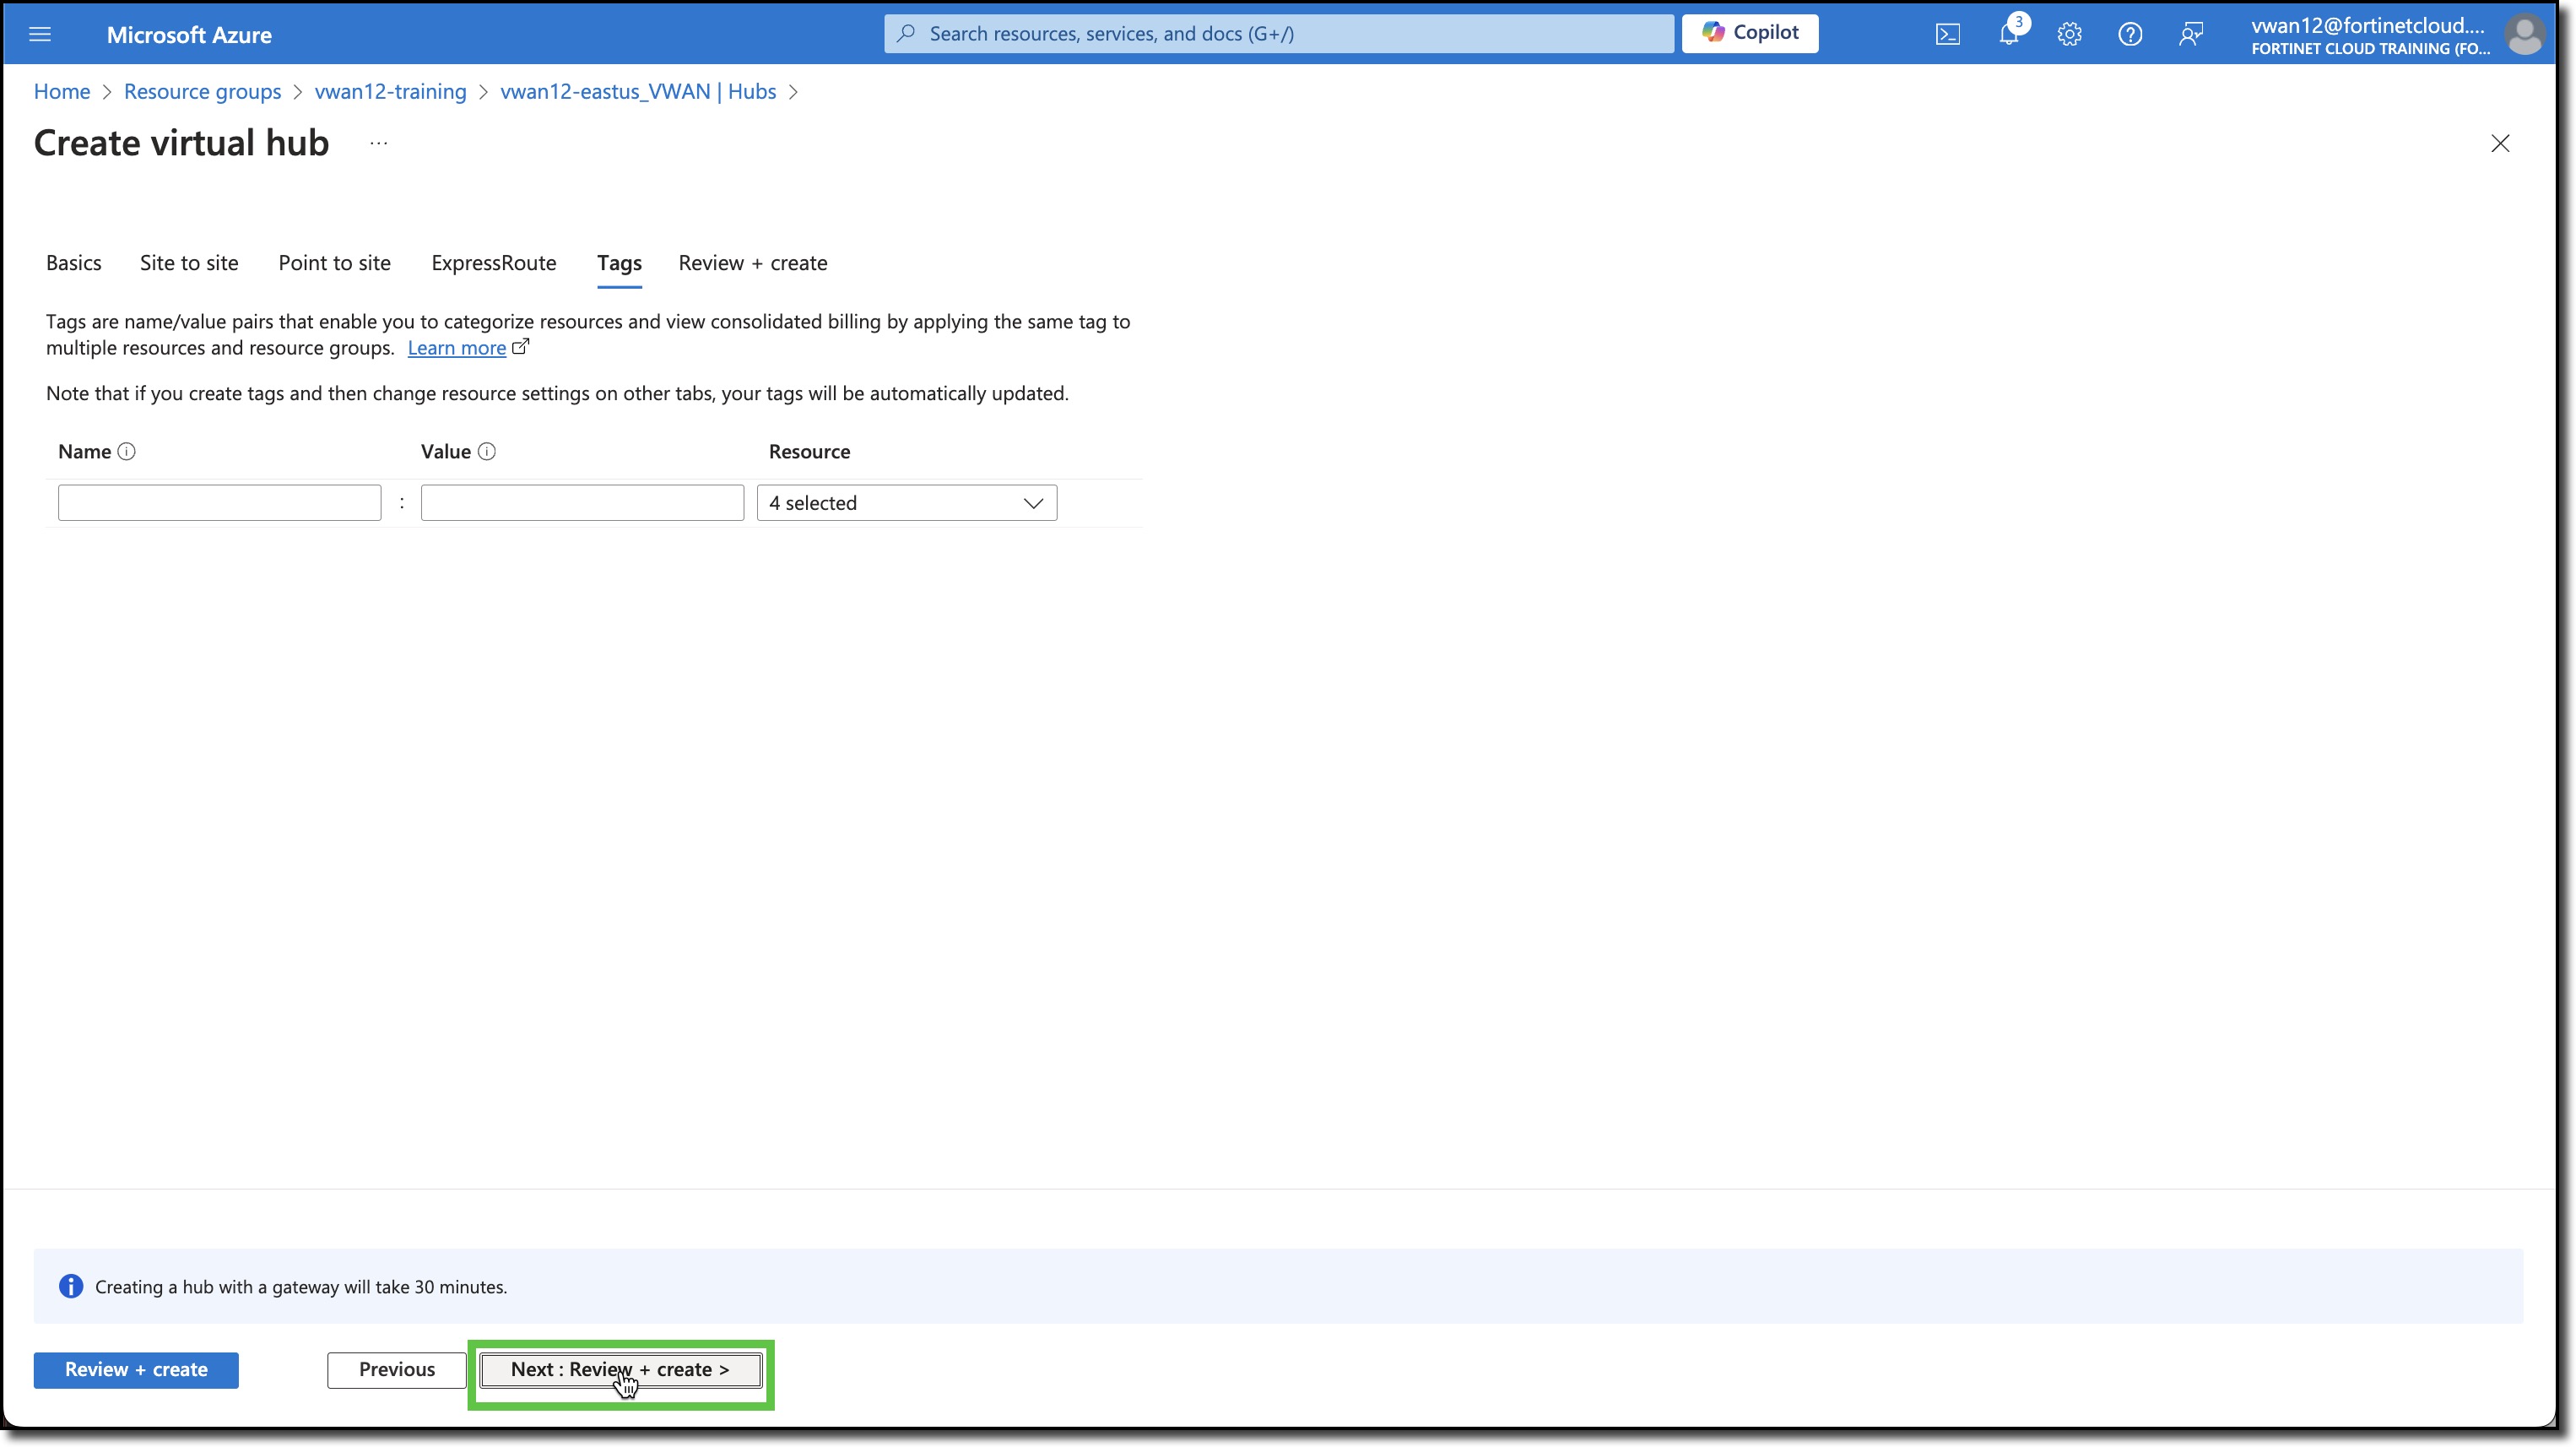 Microsoft Azure
Search resources, services, and docs (G+/)
Copilot
3
vwan12@fortinetcloud....
FORTINET CLOUD TRAINING (FO...
Home > Resource groups > vwan12-training > vwan12-eastus_VWAN | Hubs >
Create virtual hub ...
Basics Site to site Point to site ExpressRoute Tags Review + create
Tags are name/value pairs that enable you to categorize resources and view consolidated billing by applying the same tag to
multiple resources and resource groups. Learn more
Note that if you create tags and then change resource settings on other tabs, your tags will be automatically updated.
Name Value Resource
: 4 selected
Creating a hub with a gateway will take 30 minutes.
Review + create Previous Next : Review + create >